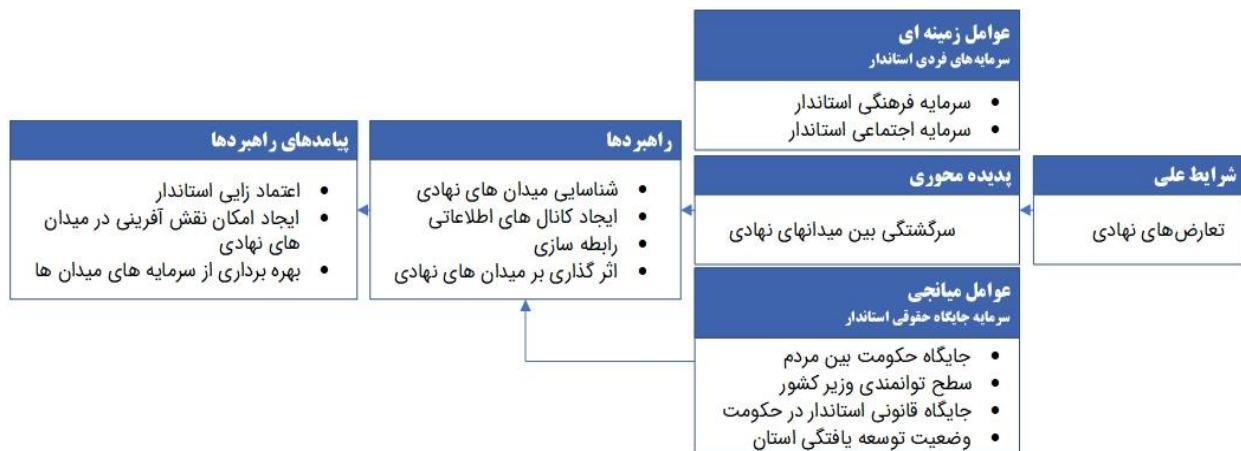 عوامل زمینه ای
سرمایه‌های فردی استاندار
• سرمایه فرهنگی استاندار
• سرمایه اجتماعی استاندار
شرایط علی
تعارض‌های نهادی
پدیده محوری
سرگشتگی بین میدانهای نهادی
راهبردها
• شناسایی میدان های نهادی
• ایجاد کانال های اطلاعاتی
• رابطه سازی
• اثر گذاری بر میدان های نهادی
پیامدهای راهبردها
• اعتماد زایی استاندار
• ایجاد امکان نقش آفرینی در میدان
های نهادی
• بهره برداری از سرمایه های میدان ها
عوامل میانجی
سرمایه جایگاه حقوقی استاندار
• جایگاه حکومت بین مردم
• سطح توانمندی وزیر کشور
• جایگاه قانونی استاندار در حکومت
• وضعیت توسعه یافتگی استان